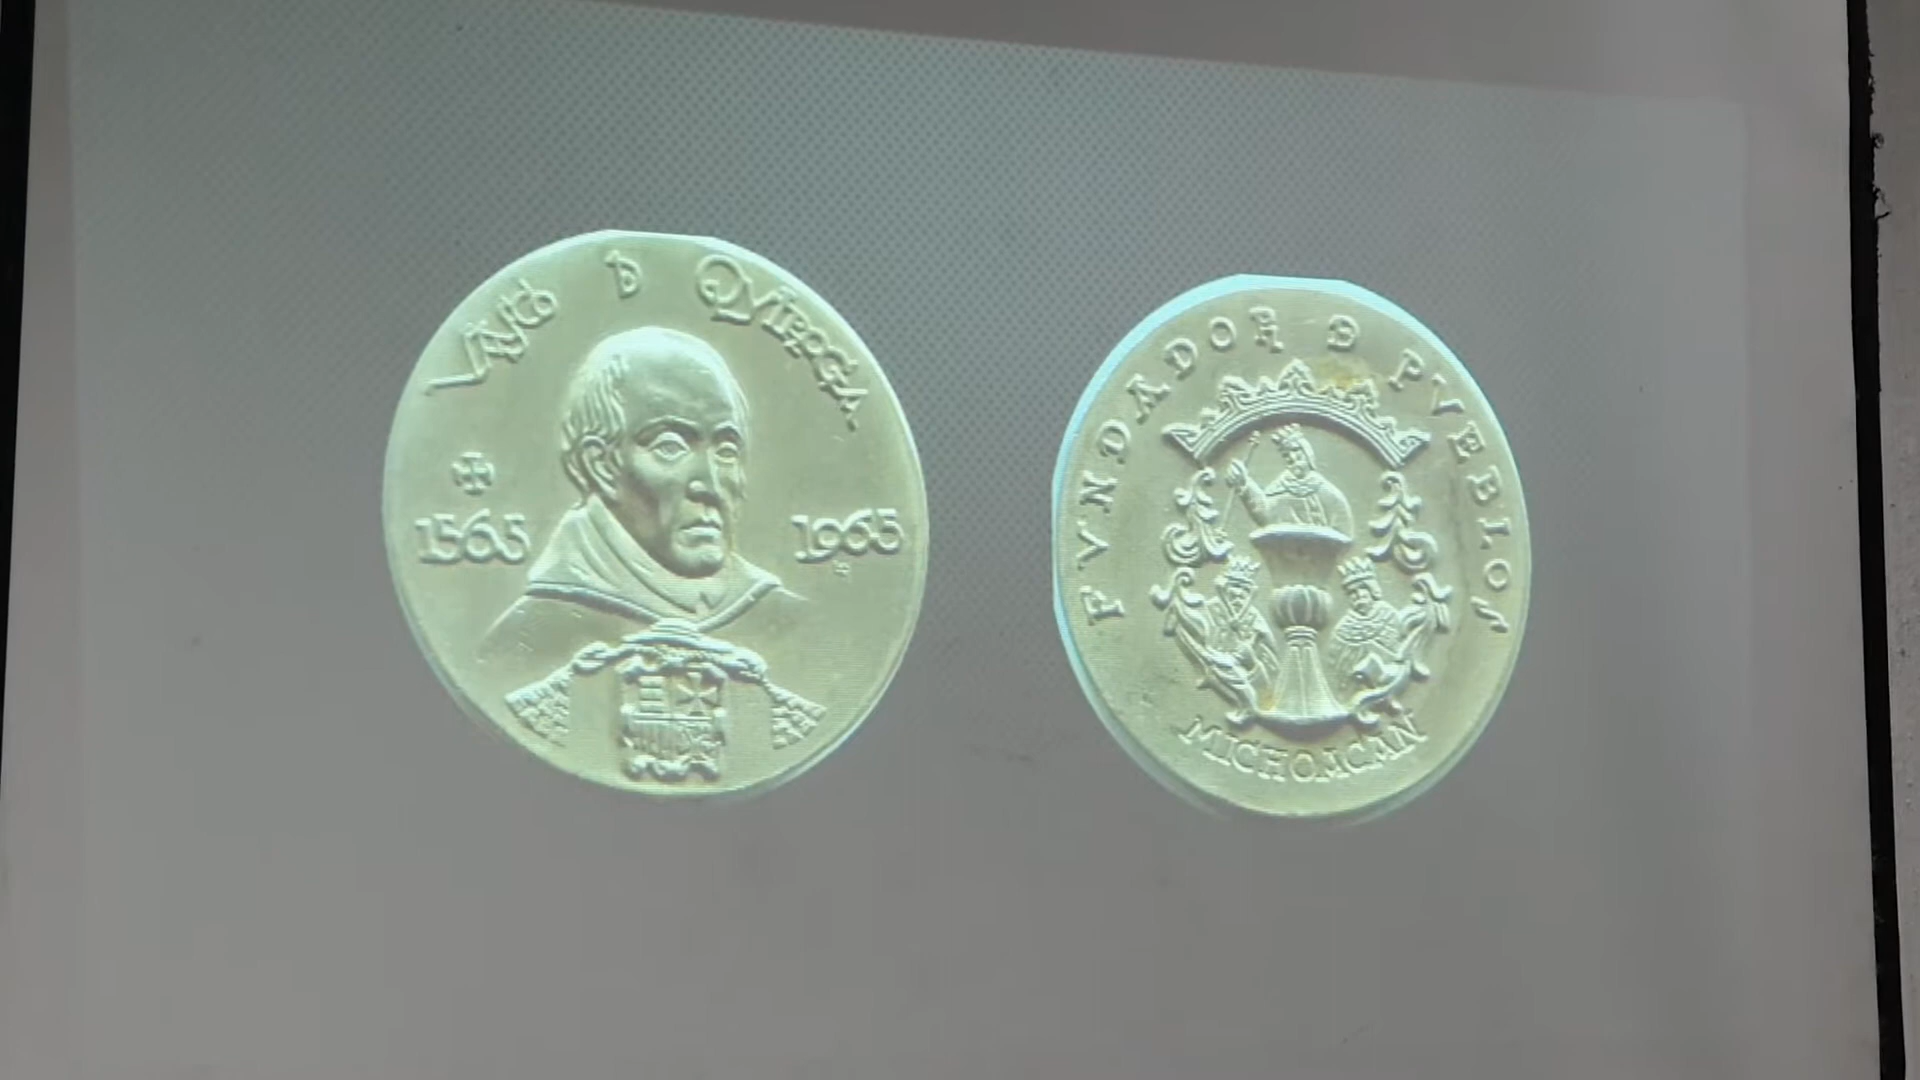 VASCO D QVIROGA
✠
1565
1965
FVNDADOR D PVEBLOS
MICHOACAN